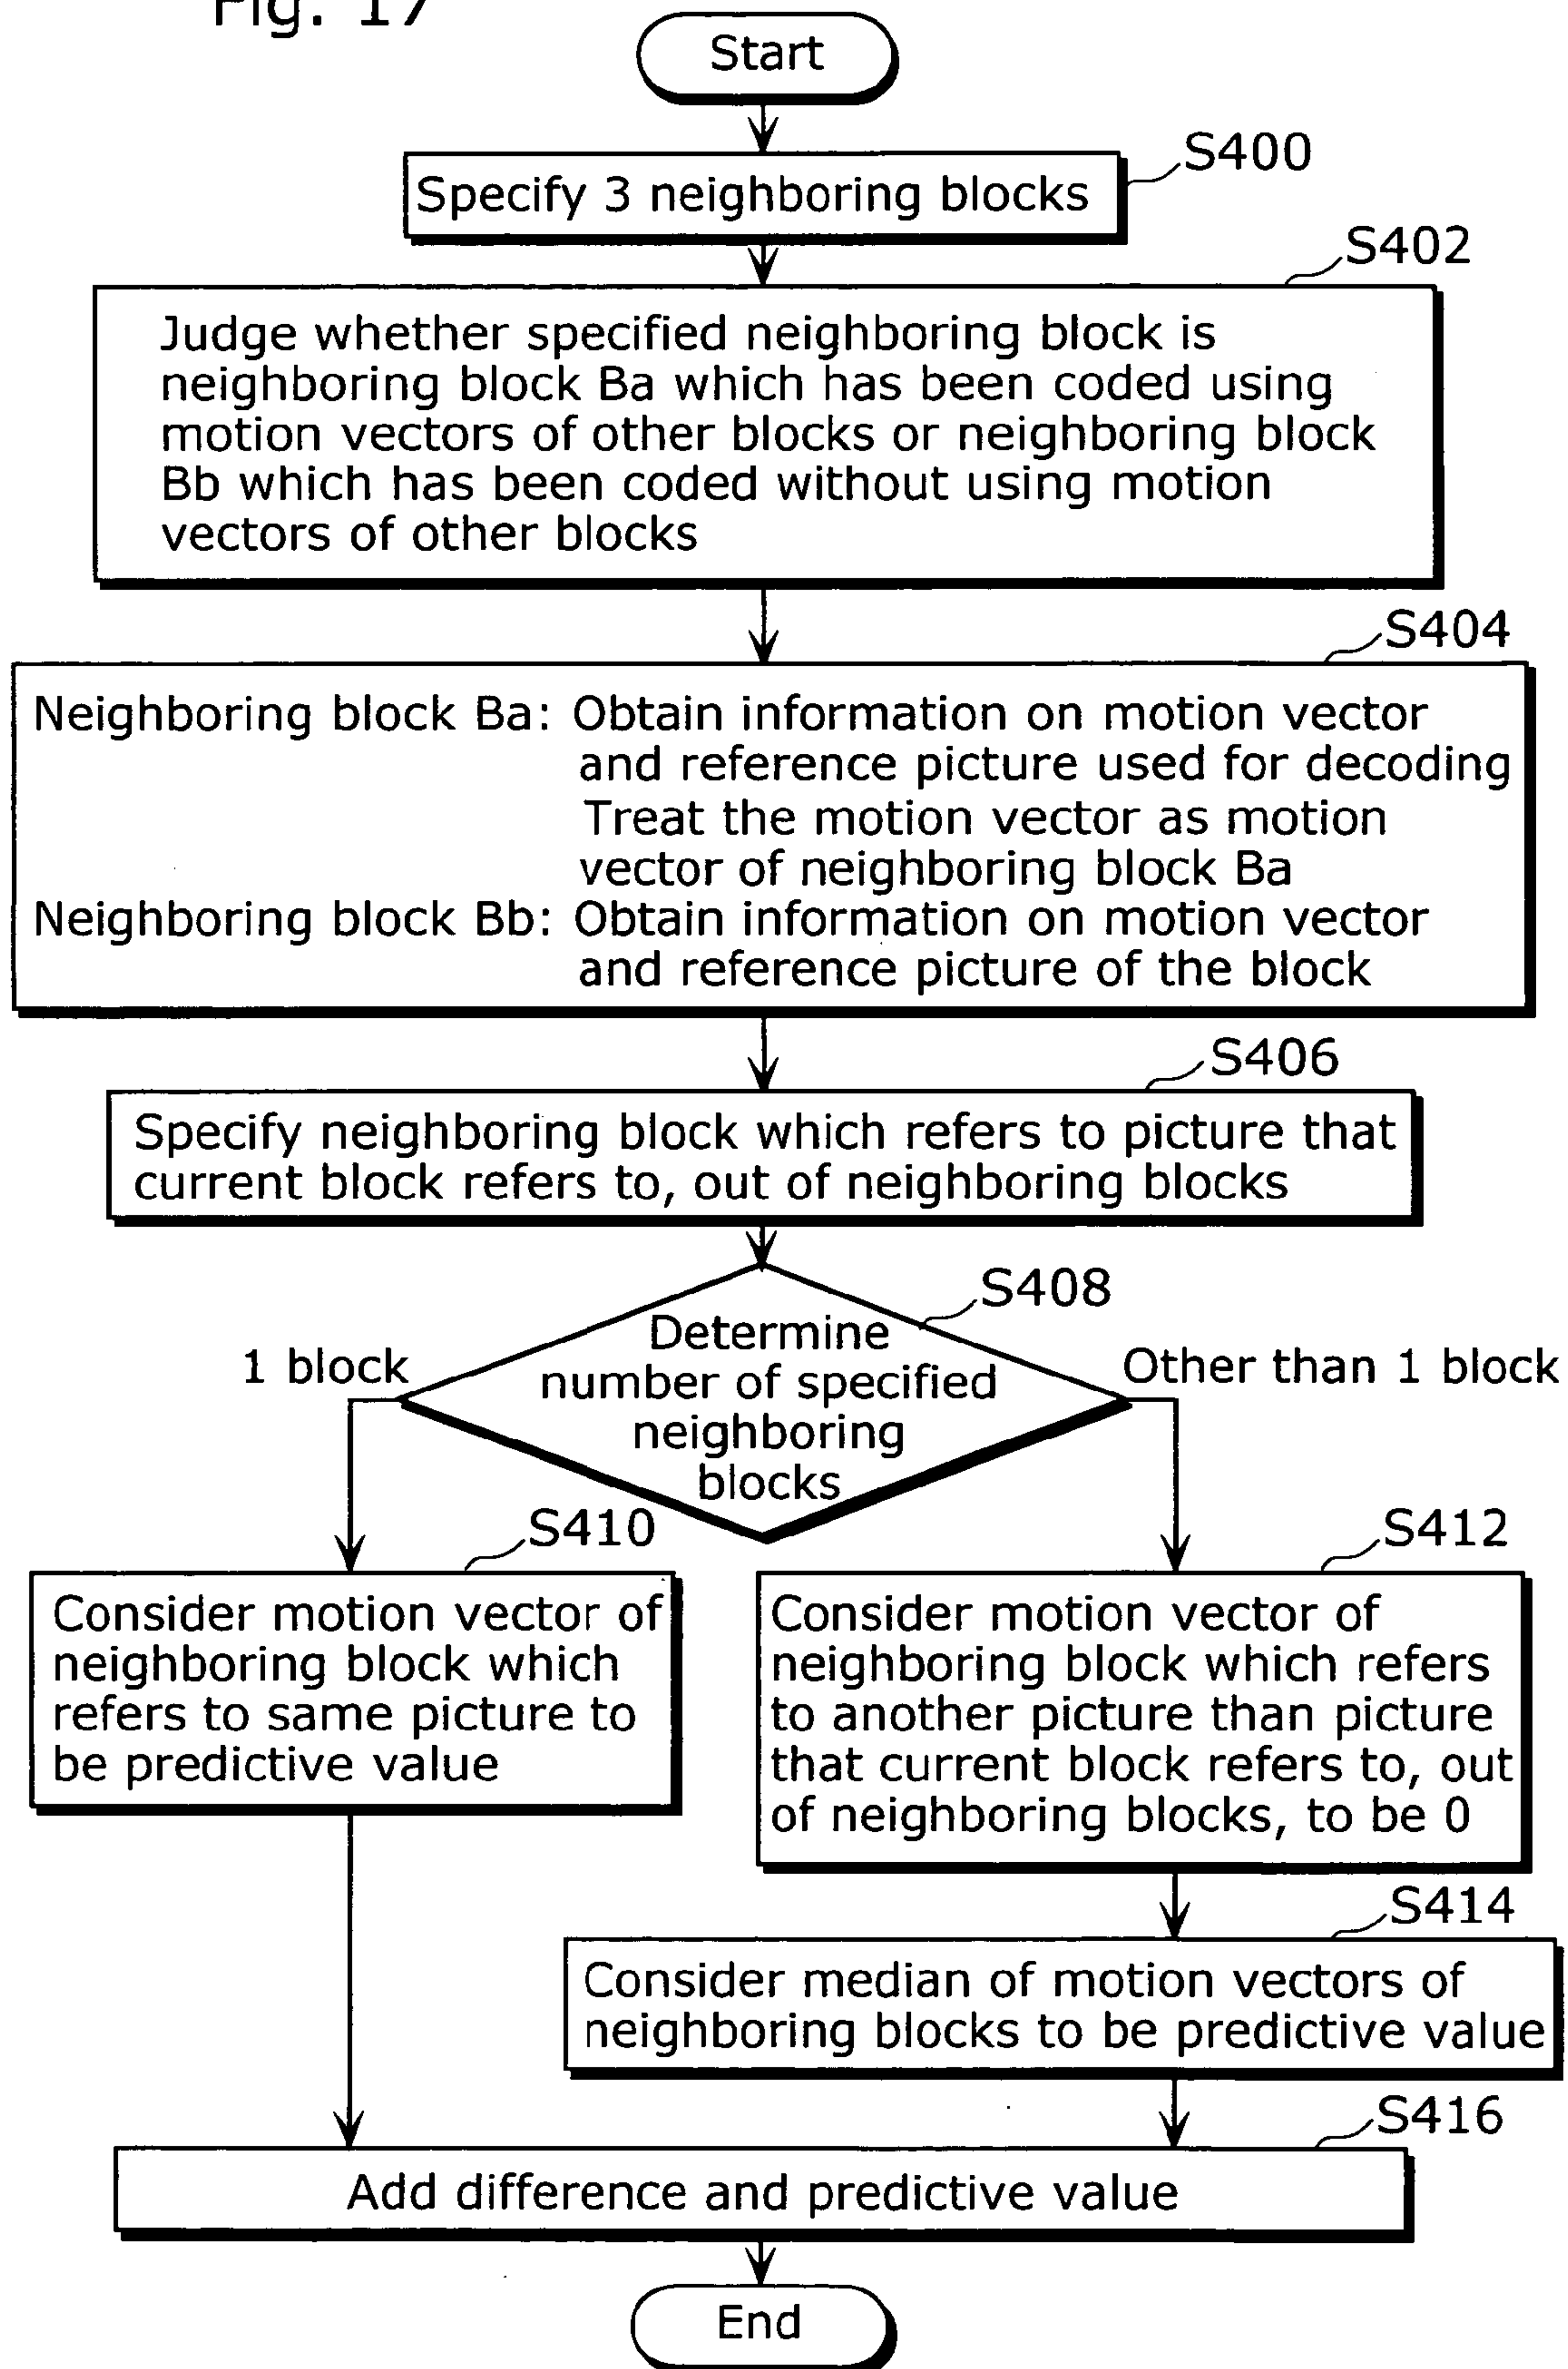 Fig. 17
Start
S400
Specify 3 neighboring blocks
S402
Judge whether specified neighboring block is
neighboring block Ba which has been coded using
motion vectors of other blocks or neighboring block
Bb which has been coded without using motion
vectors of other blocks
S404
Neighboring block Ba: Obtain information on motion vector
and reference picture used for decoding
Treat the motion vector as motion
vector of neighboring block Ba
Neighboring block Bb: Obtain information on motion vector
and reference picture of the block
S406
Specify neighboring block which refers to picture that
current block refers to, out of neighboring blocks
S408
Determine
number of specified
neighboring
blocks
1 block
Other than 1 block
S410
Consider motion vector of
neighboring block which
refers to same picture to
be predictive value
S412
Consider motion vector of
neighboring block which refers
to another picture than picture
that current block refers to, out
of neighboring blocks, to be 0
S414
Consider median of motion vectors of
neighboring blocks to be predictive value
S416
Add difference and predictive value
End